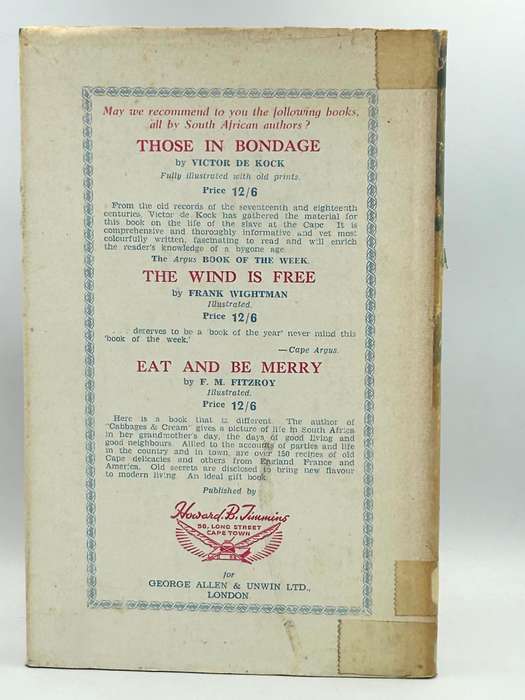 May we recommend to you the following books,
all by South African authors?
THOSE IN BONDAGE
by VICTOR DE KOCK
Fully illustrated with old prints.
Price 12/6
From the old records of the seventeenth and eighteenth
centuries, Victor de Kock has gathered the material for
this book on the life of the slave at the Cape. It is
comprehensive and thoroughly informative and yet most
colourfully written, fascinating to read and will enrich
the reader's knowledge of a bygone age.
The Argus BOOK OF THE WEEK.
THE WIND IS FREE
by FRANK WIGHTMAN
Illustrated.
Price 12/6
. . . deserves to be a 'book of the year' never mind this
'book of the week.'
—Cape Argus.
EAT AND BE MERRY
by F. M. FITZROY
Illustrated.
Price 12/6
Here is a book that is different. The author of
"Cabbages & Cream" gives a picture of life in South Africa
in her grandmother's day, the days of good living and
good neighbours. Allied to the accounts of parties and life
in the country and in town, are over 150 recipes of old
Cape delicacies and others from England France and
America. Old secrets are disclosed to bring new flavour
to modern living. An ideal gift book.
Published by
Howard B. Timmins
58, LONG STREET
CAPE TOWN
for
GEORGE ALLEN & UNWIN LTD.,
LONDON.